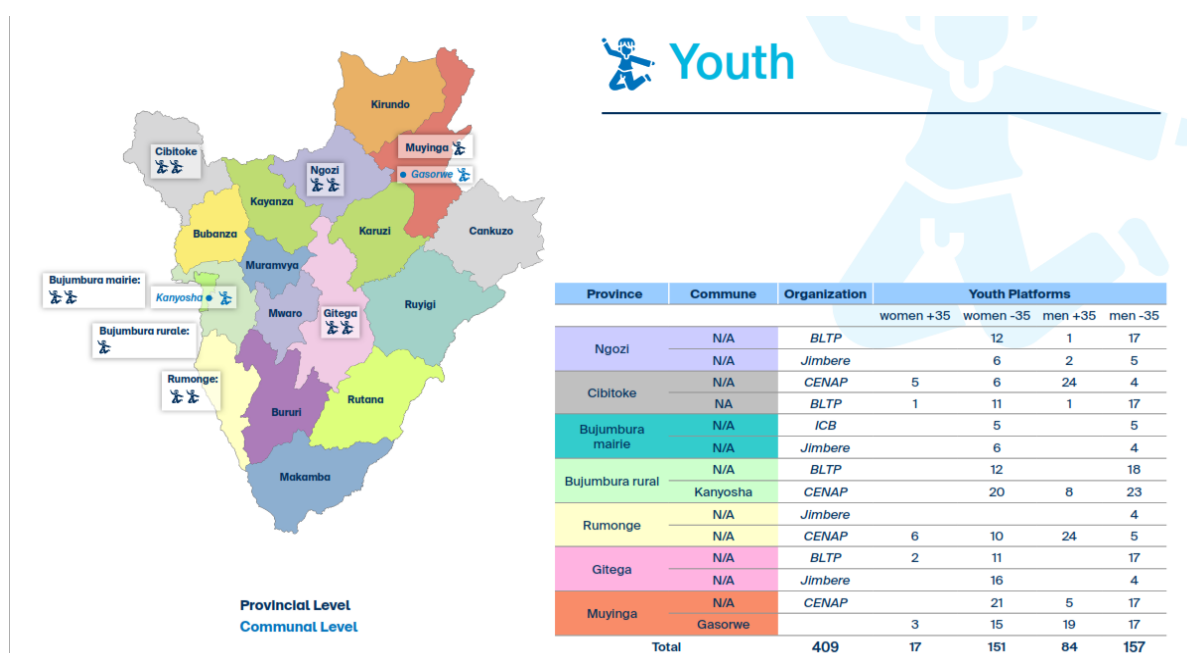 Youth
Kirundo
Cibitoke
Muyinga
Ngozi
Gasorwe
Kayanza
Bubanza
Karuzi
Cankuzo
Muramvya
Bujumbura mairie:
Kanyosha
Ruyigi
Mwaro
Gitega
Bujumbura rurale:
Rumonge:
Rutana
Bururi
Makamba
Provincial Level
Communal Level
Province Commune Organization Youth Platforms
women +35 women -35 men +35 men -35
Ngozi
N/A BLTP 12 1 17
N/A Jimbere 6 2 5
Cibitoke
N/A CENAP 5 6 24 4
NA BLTP 1 11 1 17
Bujumbura
mairie
N/A ICB 5 5
N/A Jimbere 6 4
Bujumbura rural
N/A BLTP 12 18
Kanyosha CENAP 20 8 23
Rumonge
N/A Jimbere 4
N/A CENAP 6 10 24 5
Gitega
N/A BLTP 2 11 17
N/A Jimbere 16 4
Muyinga
N/A CENAP 21 5 17
Gasorwe 3 15 19 17
Total 409 17 151 84 157